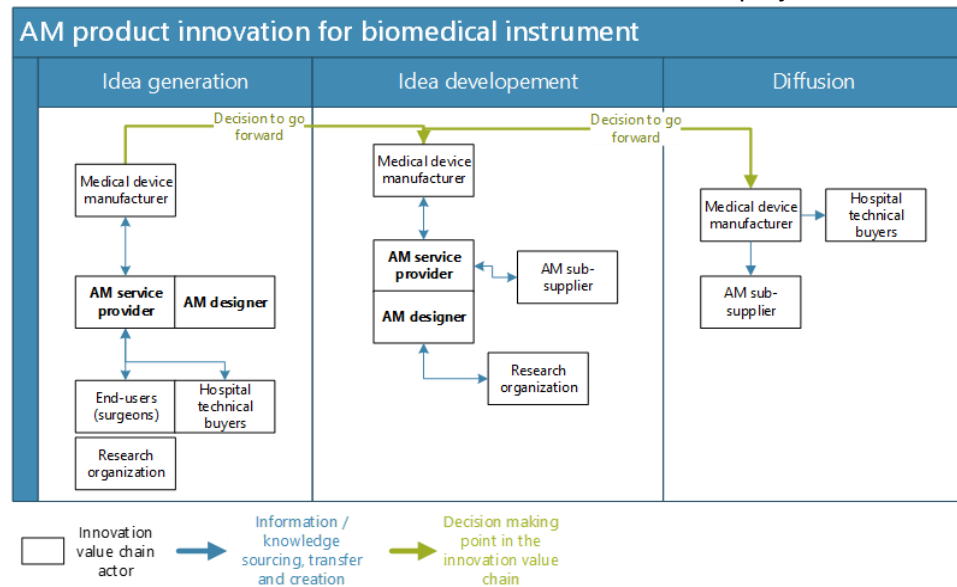 AM product innovation for biomedical instrument
Idea generation
Idea developement
Diffusion
Decision to go
forward
Decision to go
forward
Medical device
manufacturer
AM service
provider
AM designer
End-users
(surgeons)
Hospital
technical
buyers
Research
organization
Medical device
manufacturer
AM service
provider
AM designer
AM sub-
supplier
Research
organization
Medical device
manufacturer
Hospital
technical
buyers
AM sub-
supplier
Innovation
value chain
actor
Information /
knowledge
sourcing, transfer
and creation
Decision making
point in the
innovation value
chain